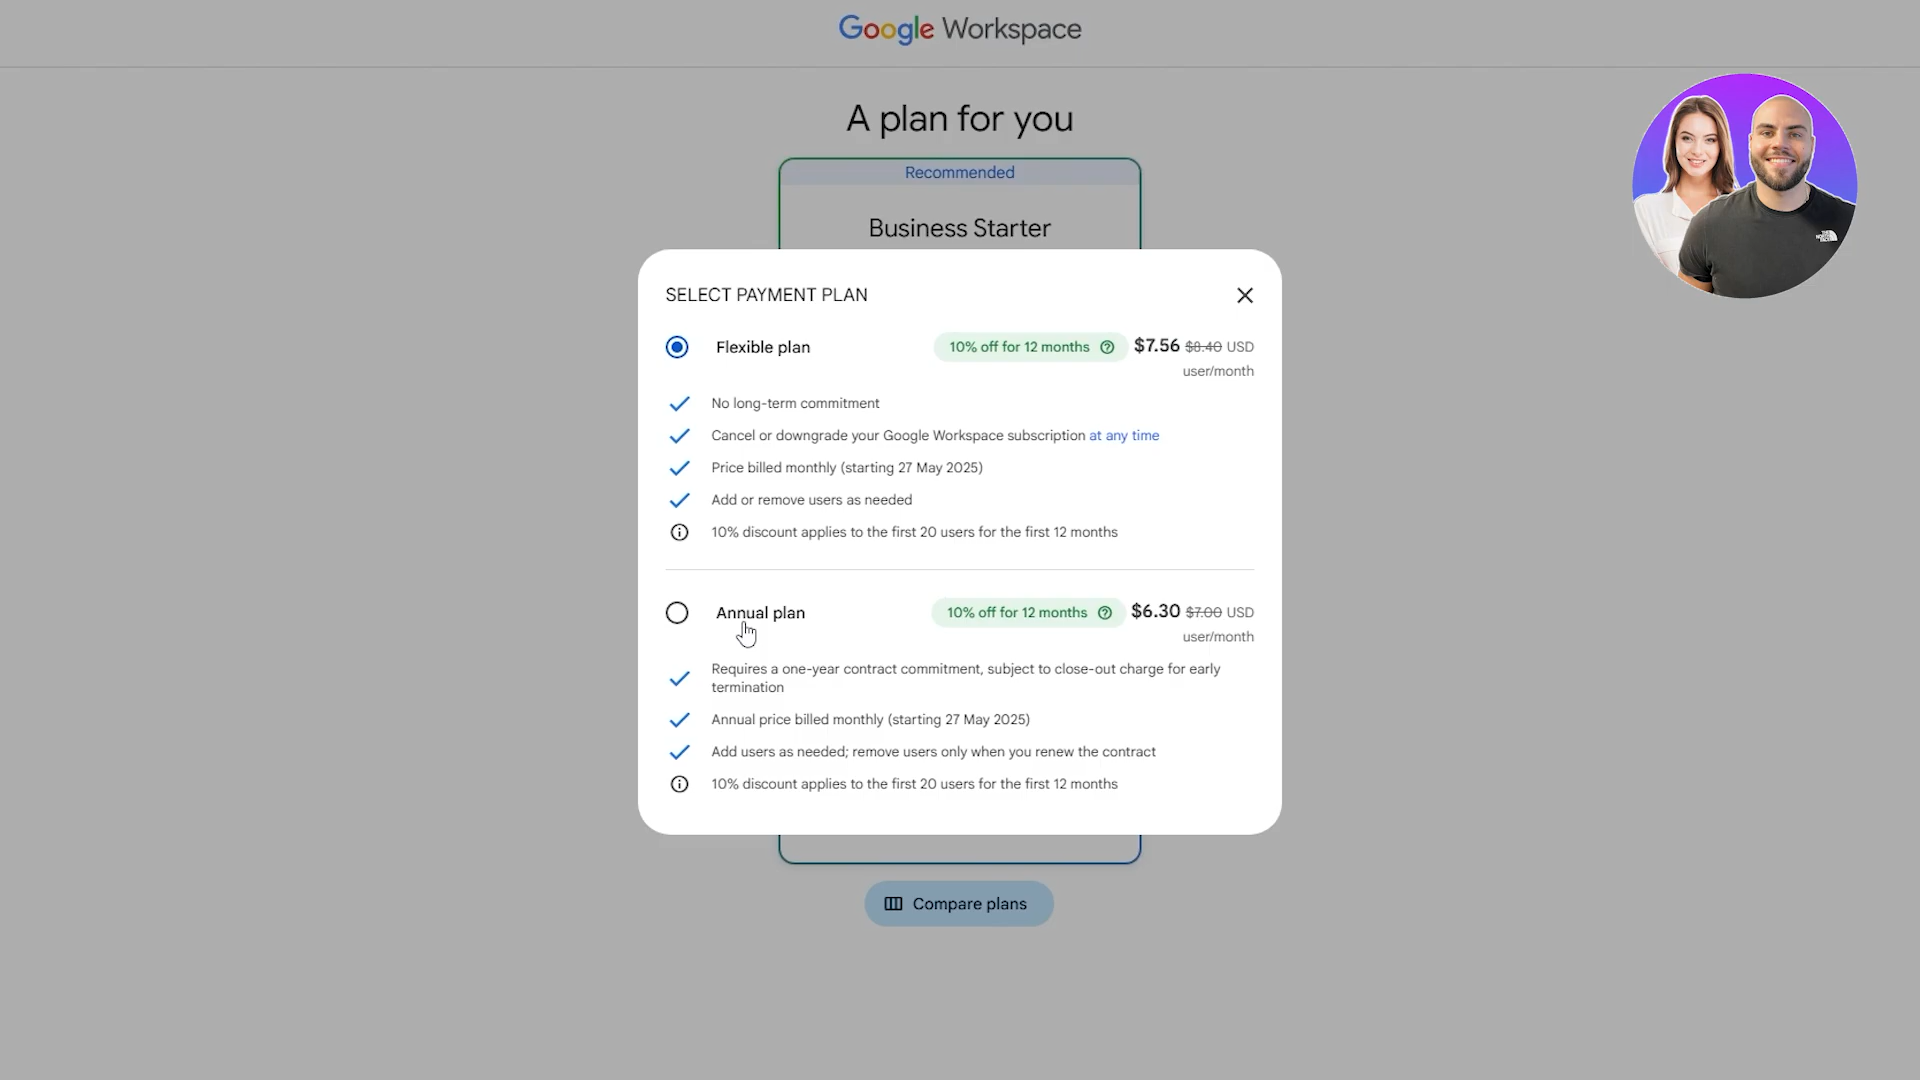 Google Workspace
A plan for you
Recommended
Business Starter
SELECT PAYMENT PLAN
Flexible plan
10% off for 12 months
$7.56 $8.40 USD
user/month
No long-term commitment
Cancel or downgrade your Google Workspace subscription at any time
Price billed monthly (starting 27 May 2025)
Add or remove users as needed
10% discount applies to the first 20 users for the first 12 months
Annual plan
10% off for 12 months
$6.30 $7.00 USD
user/month
Requires a one-year contract commitment, subject to close-out charge for early
termination
Annual price billed monthly (starting 27 May 2025)
Add users as needed; remove users only when you renew the contract
10% discount applies to the first 20 users for the first 12 months
Compare plans